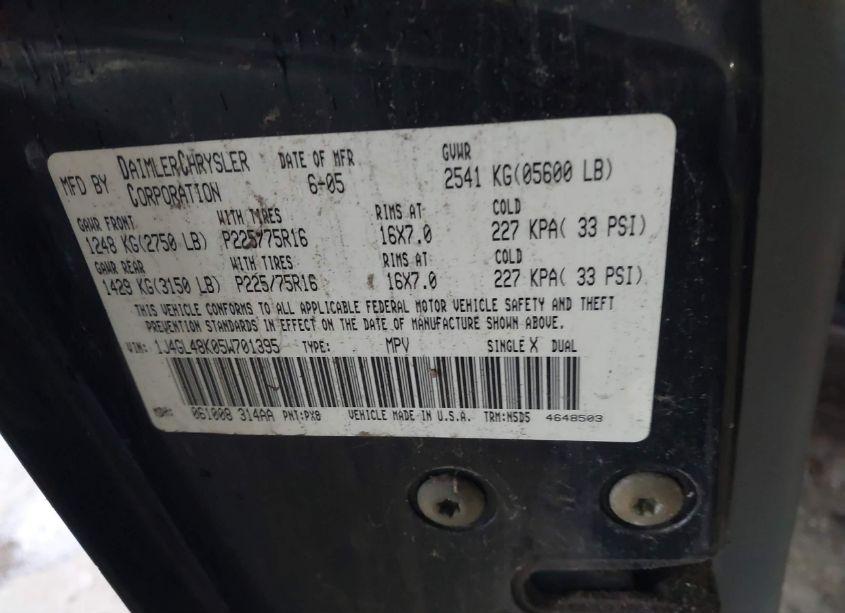 MFD BY DAIMLERCHRYSLER CORPORATION DATE OF MFR 6-05 GVWR 2541 KG(05600 LB)
GAWR FRONT WITH TIRES RIMS AT COLD
1248 KG(2750 LB) P225/75R16 16X7.0 227 KPA( 33 PSI)
GAWR REAR WITH TIRES RIMS AT COLD
1429 KG(3150 LB) P225/75R16 16X7.0 227 KPA( 33 PSI)
THIS VEHICLE CONFORMS TO ALL APPLICABLE FEDERAL MOTOR VEHICLE SAFETY AND THEFT
PREVENTION STANDARDS IN EFFECT ON THE DATE OF MANUFACTURE SHOWN ABOVE.
VIN: 1J4GL48K05W701395 TYPE: MPV SINGLE X DUAL
MDH: 061008 314AA PNT:PX8 VEHICLE MADE IN U.S.A. TRM:N5D5 4648503